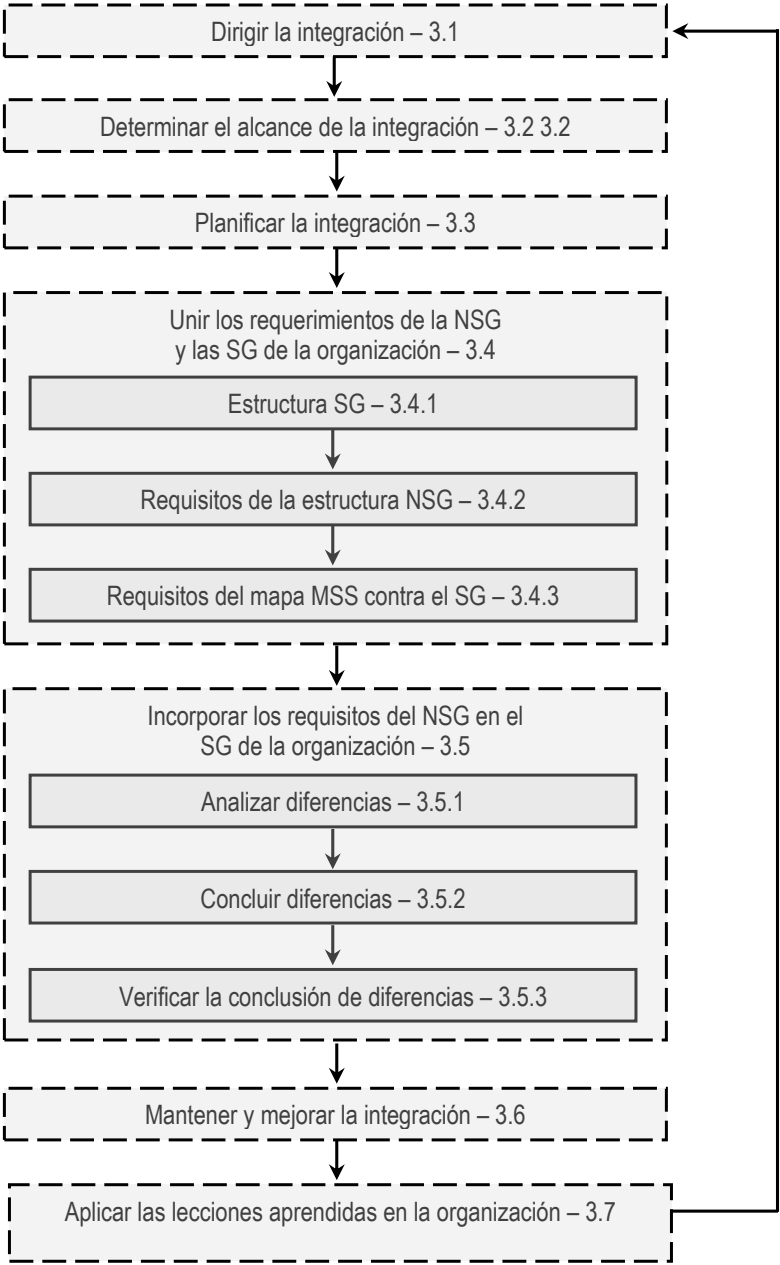 Dirigir la integración – 3.1
Determinar el alcance de la integración – 3.2 3.2
Planificar la integración – 3.3
Unir los requerimientos de la NSG
y las SG de la organización – 3.4
Estructura SG – 3.4.1
Requisitos de la estructura NSG – 3.4.2
Requisitos del mapa MSS contra el SG – 3.4.3
Incorporar los requisitos del NSG en el
SG de la organización – 3.5
Analizar diferencias – 3.5.1
Concluir diferencias – 3.5.2
Verificar la conclusión de diferencias – 3.5.3
Mantener y mejorar la integración – 3.6
Aplicar las lecciones aprendidas en la organización – 3.7